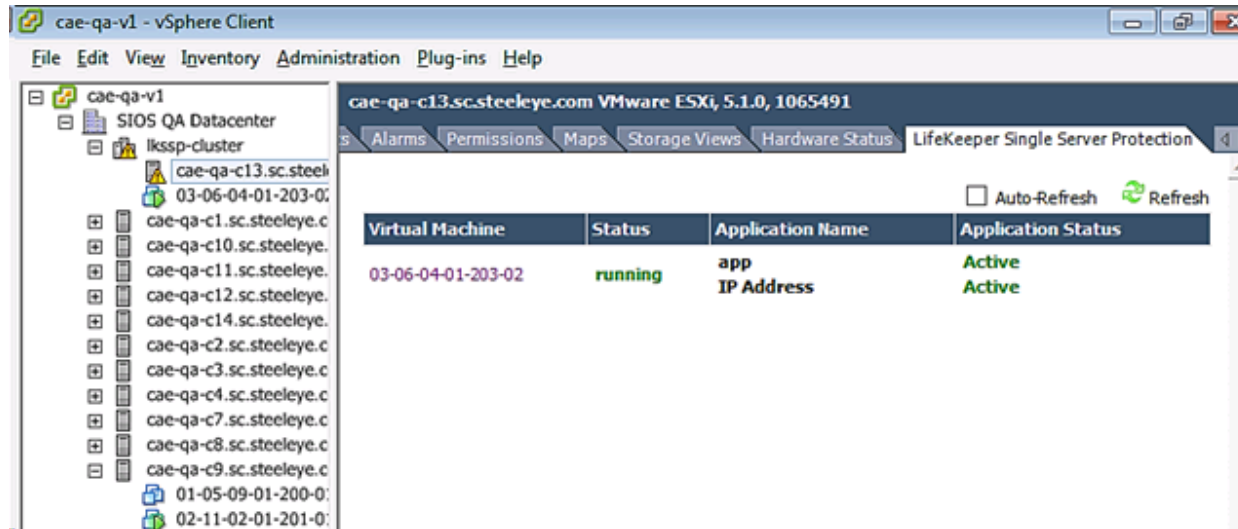 cae-qa-v1 - vSphere Client
File Edit View Inventory Administration Plug-ins Help
cae-qa-v1
SIOS QA Datacenter
lkssp-cluster
cae-qa-c13.sc.steel
03-06-04-01-203-02
cae-qa-c1.sc.steeleye.c
cae-qa-c10.sc.steeleye.
cae-qa-c11.sc.steeleye.
cae-qa-c12.sc.steeleye.
cae-qa-c14.sc.steeleye.
cae-qa-c2.sc.steeleye.c
cae-qa-c3.sc.steeleye.c
cae-qa-c4.sc.steeleye.c
cae-qa-c7.sc.steeleye.c
cae-qa-c8.sc.steeleye.c
cae-qa-c9.sc.steeleye.c
01-05-09-01-200-01
02-11-02-01-201-01
cae-qa-c13.sc.steeleye.com VMware ESXi, 5.1.0, 1065491
s Alarms Permissions Maps Storage Views Hardware Status LifeKeeper Single Server Protection
Auto-Refresh Refresh
Virtual Machine Status Application Name Application Status
03-06-04-01-203-02 running app Active
IP Address Active